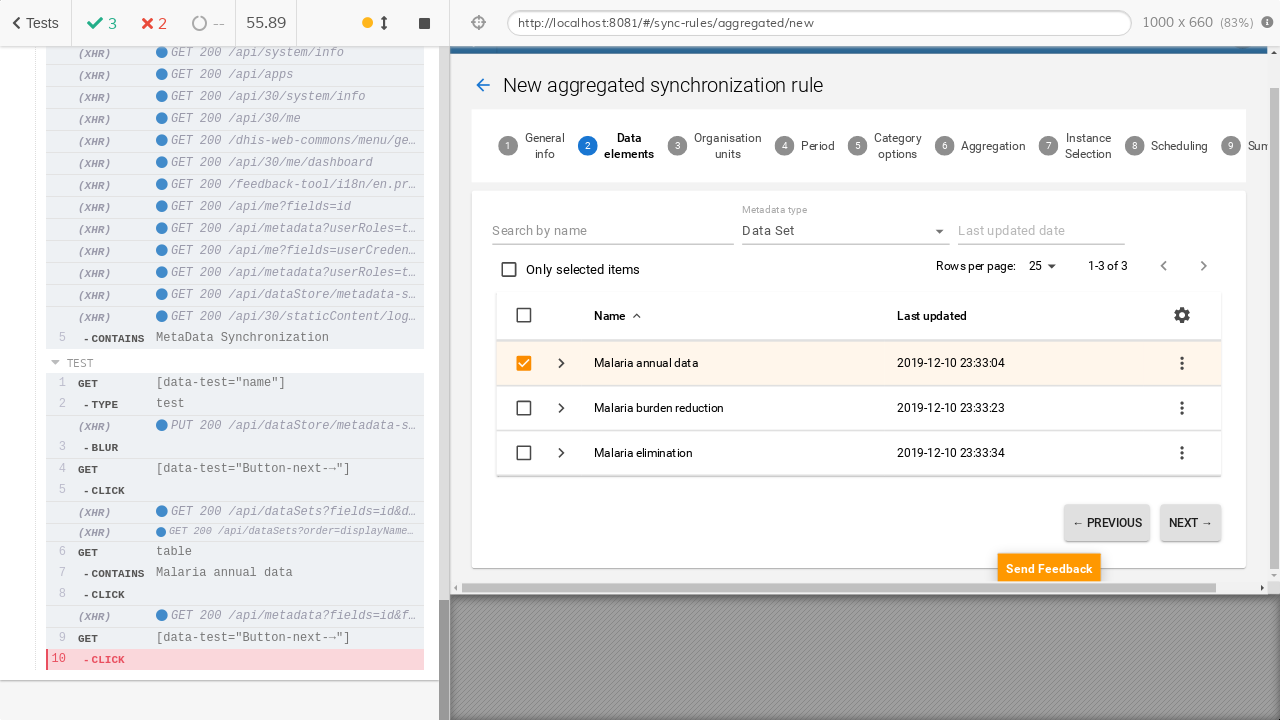 Tests
3
2
--
55.89
http://localhost:8081/#/sync-rules/aggregated/new
1000 x 660 (83%)
(XHR) GET 200 /api/system/info
(XHR) GET 200 /api/apps
(XHR) GET 200 /api/30/system/info
(XHR) GET 200 /api/30/me
(XHR) GET 200 /dhis-web-commons/menu/ge…
(XHR) GET 200 /api/30/me/dashboard
(XHR) GET 200 /feedback-tool/i18n/en.pr…
(XHR) GET 200 /api/me?fields=id
(XHR) GET 200 /api/metadata?userRoles=t…
(XHR) GET 200 /api/me?fields=userCreden…
(XHR) GET 200 /api/metadata?userRoles=t…
(XHR) GET 200 /api/dataStore/metadata-s…
(XHR) GET 200 /api/30/staticContent/log…
5 - CONTAINS MetaData Synchronization
TEST
1 GET [data-test="name"]
2 - TYPE test
(XHR) PUT 200 /api/dataStore/metadata-s…
3 - BLUR
4 GET [data-test="Button-next-→"]
5 - CLICK
(XHR) GET 200 /api/dataSets?fields=id&d…
(XHR) GET 200 /api/dataSets?order=displayName…
6 GET table
7 - CONTAINS Malaria annual data
8 - CLICK
(XHR) GET 200 /api/metadata?fields=id&f…
9 GET [data-test="Button-next-→"]
10 - CLICK
New aggregated synchronization rule
1 General info
2 Data elements
3 Organisation units
4 Period
5 Category options
6 Aggregation
7 Instance Selection
8 Scheduling
9 Sum
Search by name
Metadata type
Data Set
Last updated date
Only selected items
Rows per page: 25 1-3 of 3
Name Last updated
Malaria annual data 2019-12-10 23:33:04
Malaria burden reduction 2019-12-10 23:33:23
Malaria elimination 2019-12-10 23:33:34
← PREVIOUS
NEXT →
Send Feedback